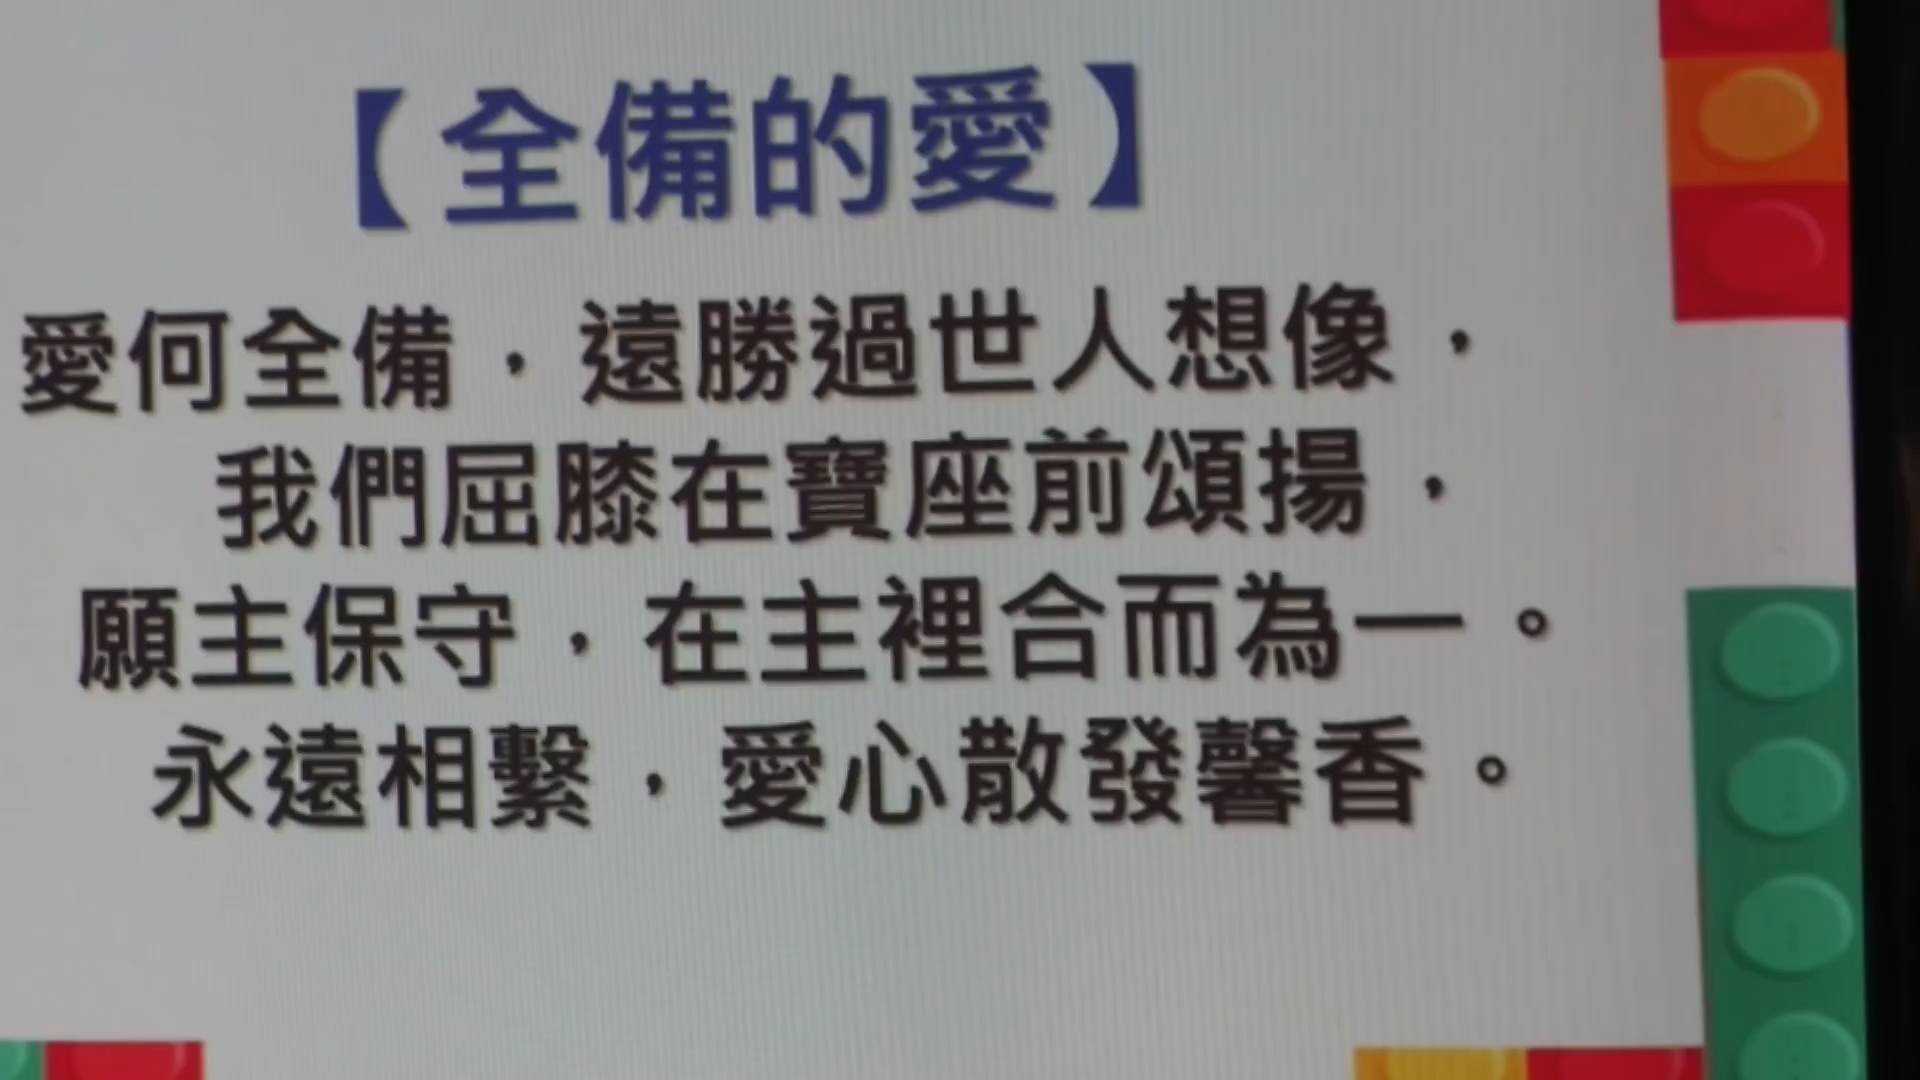 【全備的愛】
愛何全備，遠勝過世人想像，
我們屈膝在寶座前頌揚，
願主保守，在主裡合而為一。
永遠相繫，愛心散發馨香。